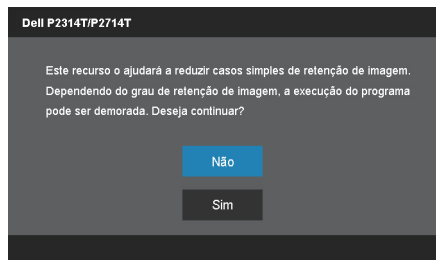 Dell P2314T/P2714T
Este recurso o ajudará a reduzir casos simples de retenção de imagem.
Dependendo do grau de retenção de imagem, a execução do programa
pode ser demorada. Deseja continuar?
Não
Sim